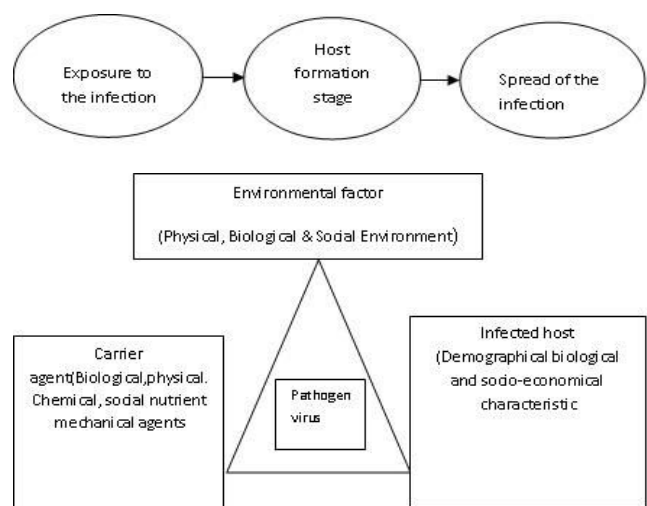 Exposure to
the infection
Host
formation
stage
Spread of the
infection
Environmental factor
(Physical, Biological & Social Environment)
Carrier
agent(Biological,physical.
Chemical, social nutrient
mechanical agents
Pathogen
virus
Infected host
(Demographical biological
and socio-economical
characteristic